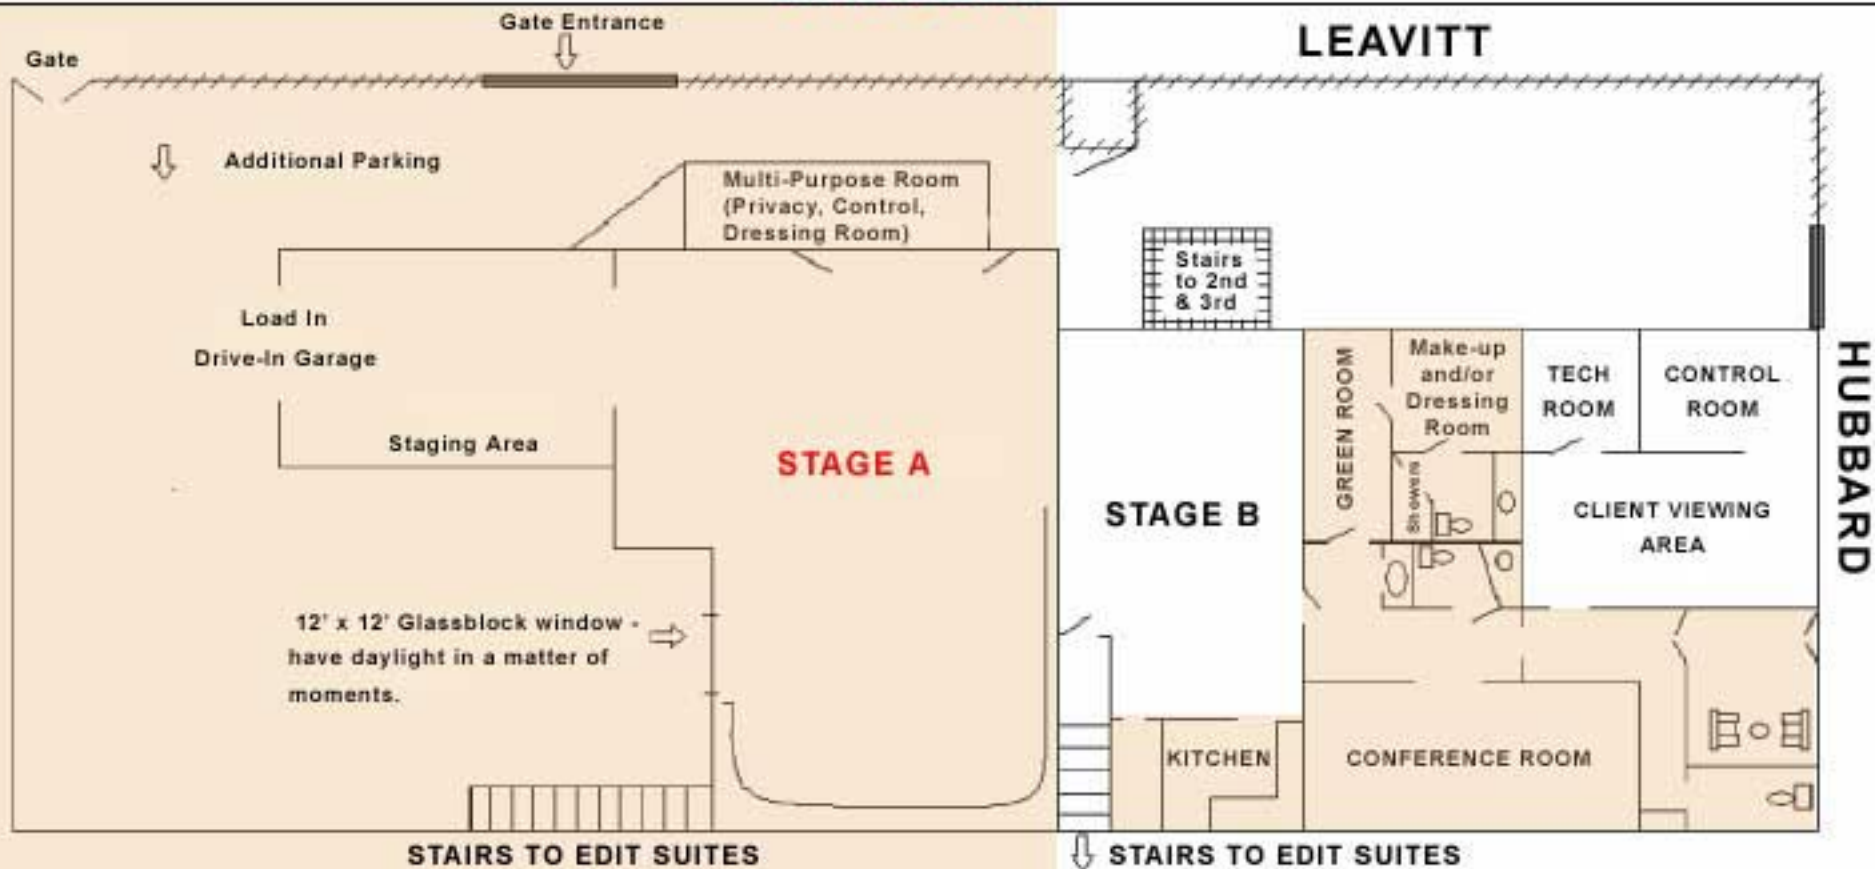 Gate Entrance
LEAVITT
Gate
Additional Parking
Multi-Purpose Room
(Privacy, Control,
Dressing Room)
Stairs
to 2nd
& 3rd
Load In
Drive-In Garage
Staging Area
STAGE A
STAGE B
GREEN ROOM
Make-up
and/or
Dressing
Room
TECH
ROOM
CONTROL
ROOM
HUBBARD
Showers
CLIENT VIEWING
AREA
12' x 12' Glassblock window -
have daylight in a matter of
moments.
KITCHEN
CONFERENCE ROOM
STAIRS TO EDIT SUITES
STAIRS TO EDIT SUITES